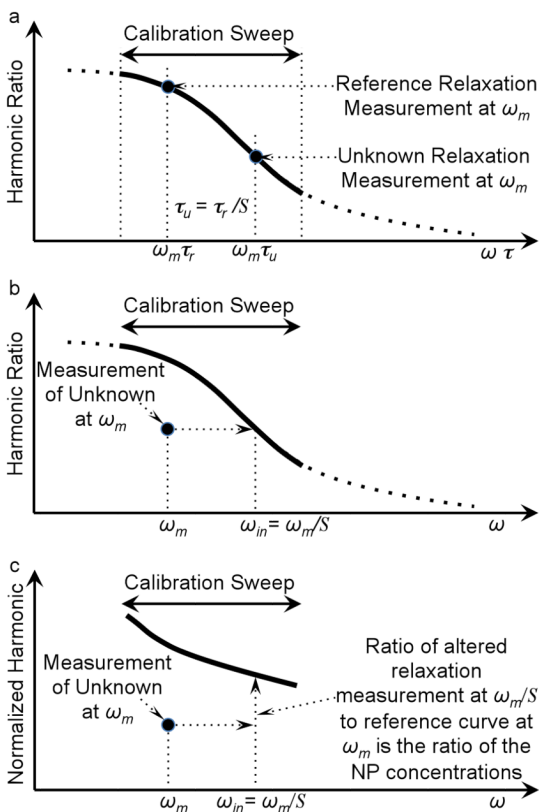 a
Calibration Sweep
Harmonic Ratio
Reference Relaxation
Measurement at ωm
Unknown Relaxation
Measurement at ωm
τu = τr /S
ωmτr
ωmτu
ω τ
b
Calibration Sweep
Harmonic Ratio
Measurement
of Unknown
at ωm
ωm
ωin= ωm/S
ω
c
Calibration Sweep
Normalized Harmonic
Measurement
of Unknown
at ωm
Ratio of altered
relaxation
measurement at ωm/S
to reference curve at
ωm is the ratio of the
NP concentrations
ωm
ωin= ωm/S
ω